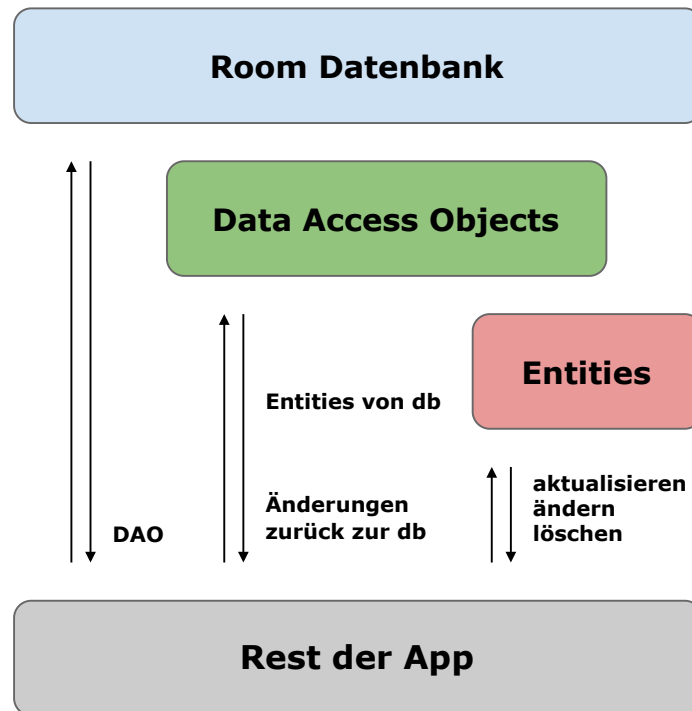 Room Datenbank
Data Access Objects
Entities
Entities von db
aktualisieren
ändern
löschen
Änderungen
zurück zur db
DAO
Rest der App